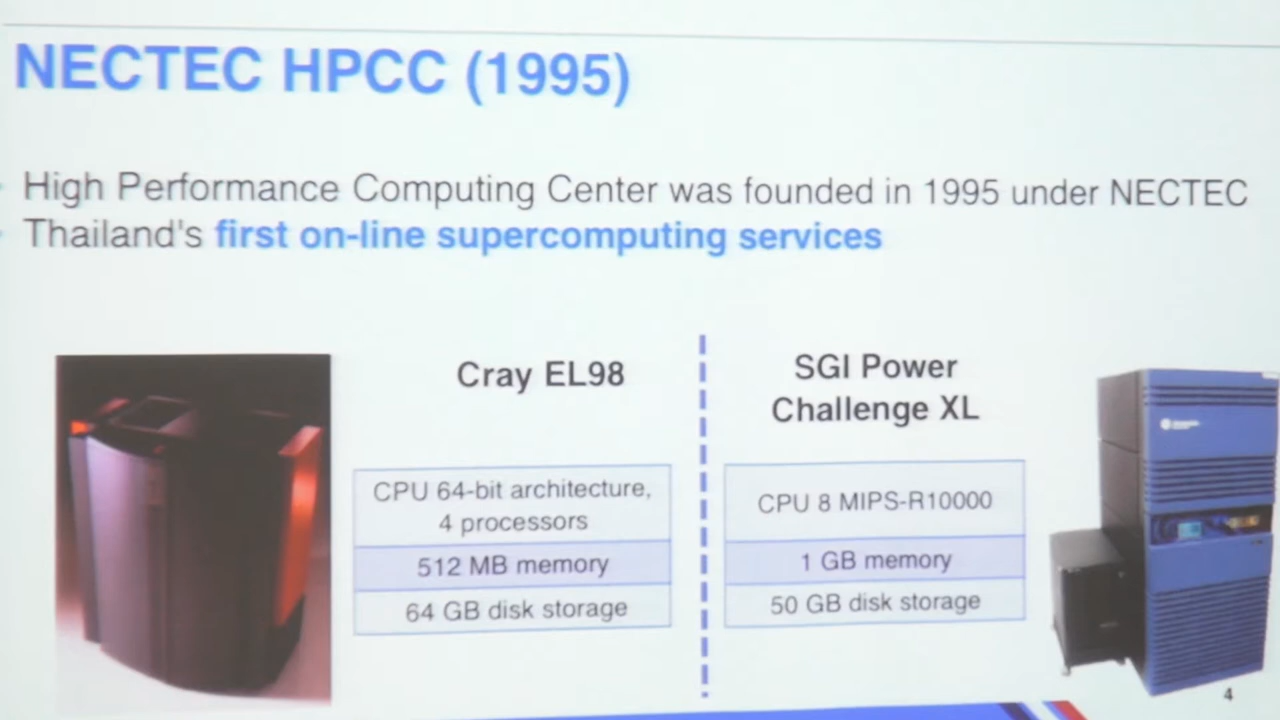 NECTEC HPCC (1995)
High Performance Computing Center was founded in 1995 under NECTEC
Thailand's first on-line supercomputing services
Cray EL98
CPU 64-bit architecture,
4 processors
512 MB memory
64 GB disk storage
SGI Power
Challenge XL
CPU 8 MIPS-R10000
1 GB memory
50 GB disk storage
4